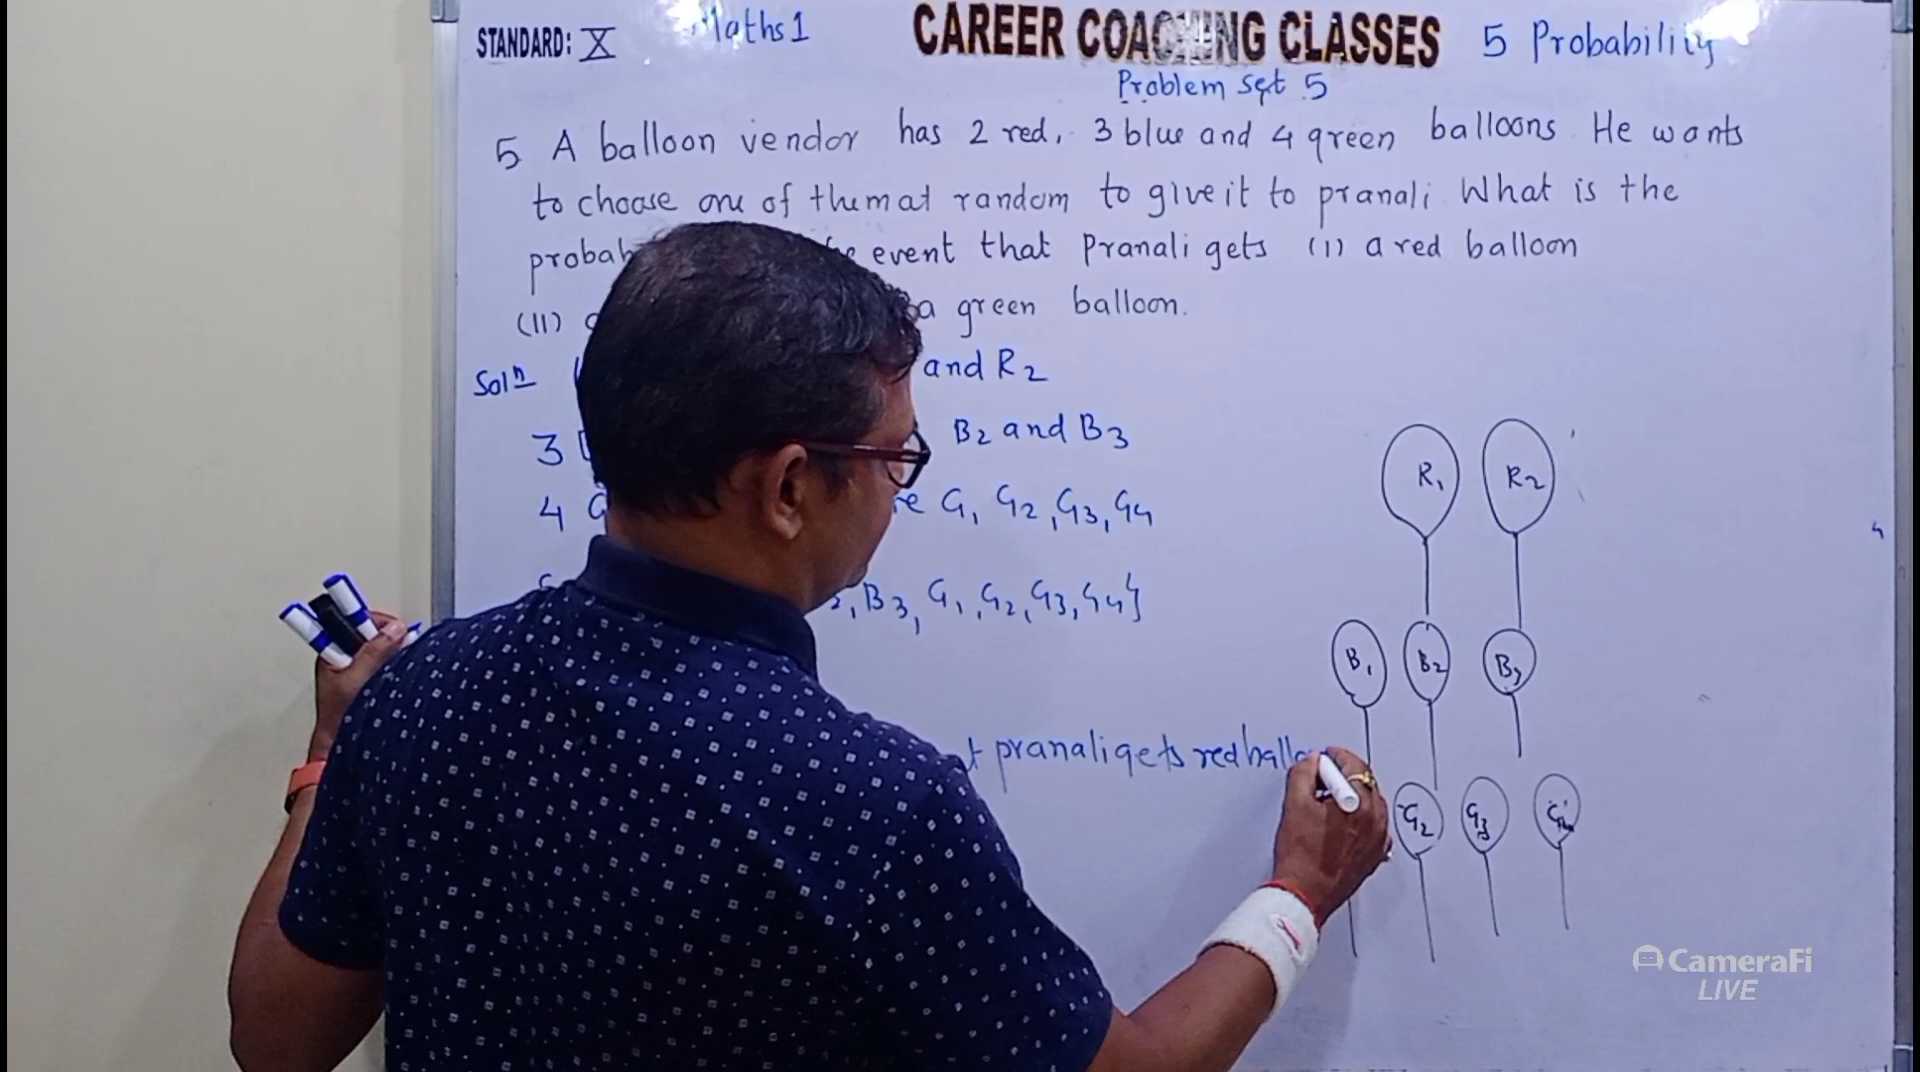 STANDARD: X Maths 1 CAREER COACHING CLASSES 5 Probability
Problem set 5
5 A balloon vendor has 2 red, 3 blue and 4 green balloons. He wants
to choose one of them at random to give it to pranali What is the
probab event that Pranali gets (I) a red balloon
(II) a green balloon.
Solⁿ and R2
3 B2 and B3
4 G re G1 G2, G3, G4
2, B3, G1, G2, G3, G4}
t pranali gets red ballo
R1 R2
B1 B2 B3
G2 G3 G4
CameraFi
LIVE